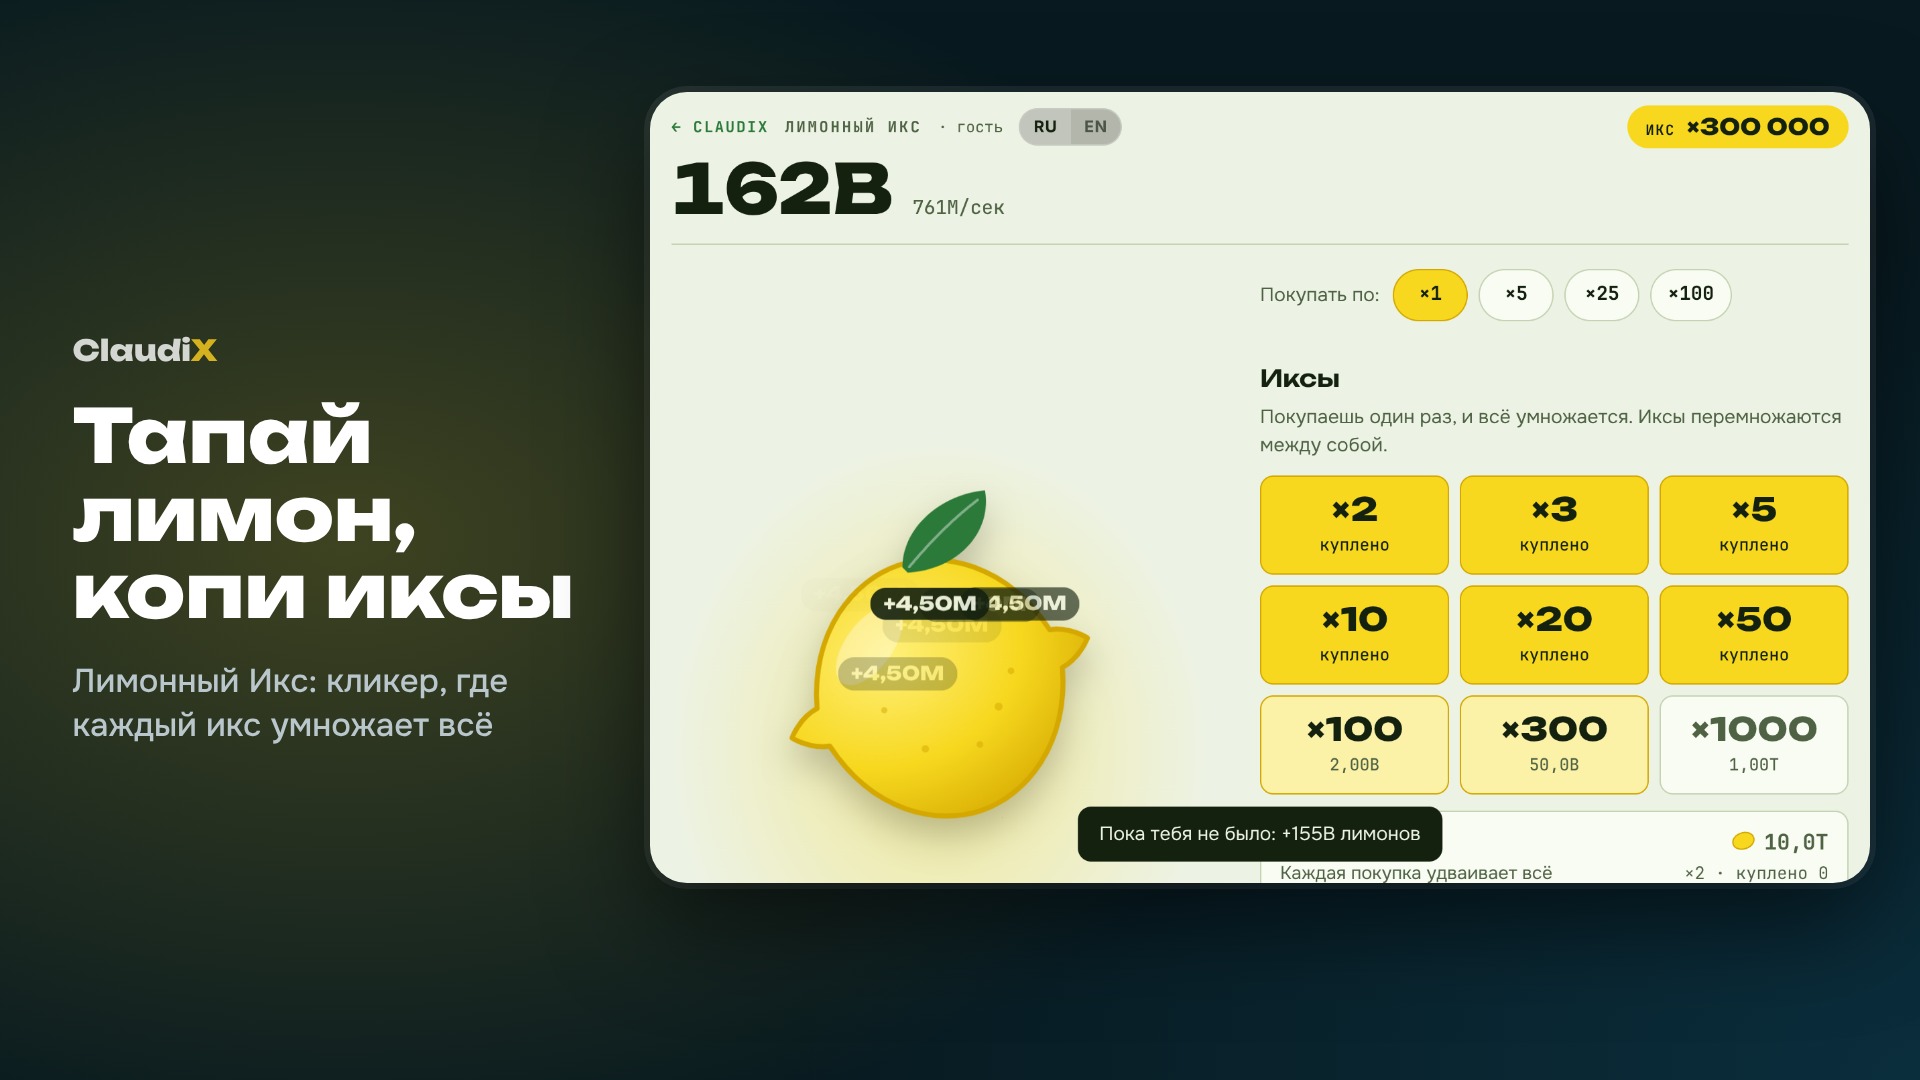 ClaudiX
Тапай
лимон,
копи иксы
Лимонный Икс: кликер, где
каждый икс умножает всё
← CLAUDIX ЛИМОННЫЙ ИКС · гость RU EN
ИКС ×300 000
162B 761M/сек
Покупать по: ×1 ×5 ×25 ×100
Иксы
Покупаешь один раз, и всё умножается. Иксы перемножаются
между собой.
×2 ×3 ×5
куплено куплено куплено
×10 ×20 ×50
куплено куплено куплено
×100 ×300 ×1000
2,00B 50,0B 1,00T
+4,50M 4,50M
+4,50M
+4,50M
Пока тебя не было: +155B лимонов
10,0T
Каждая покупка удваивает всё ×2 · куплено 0